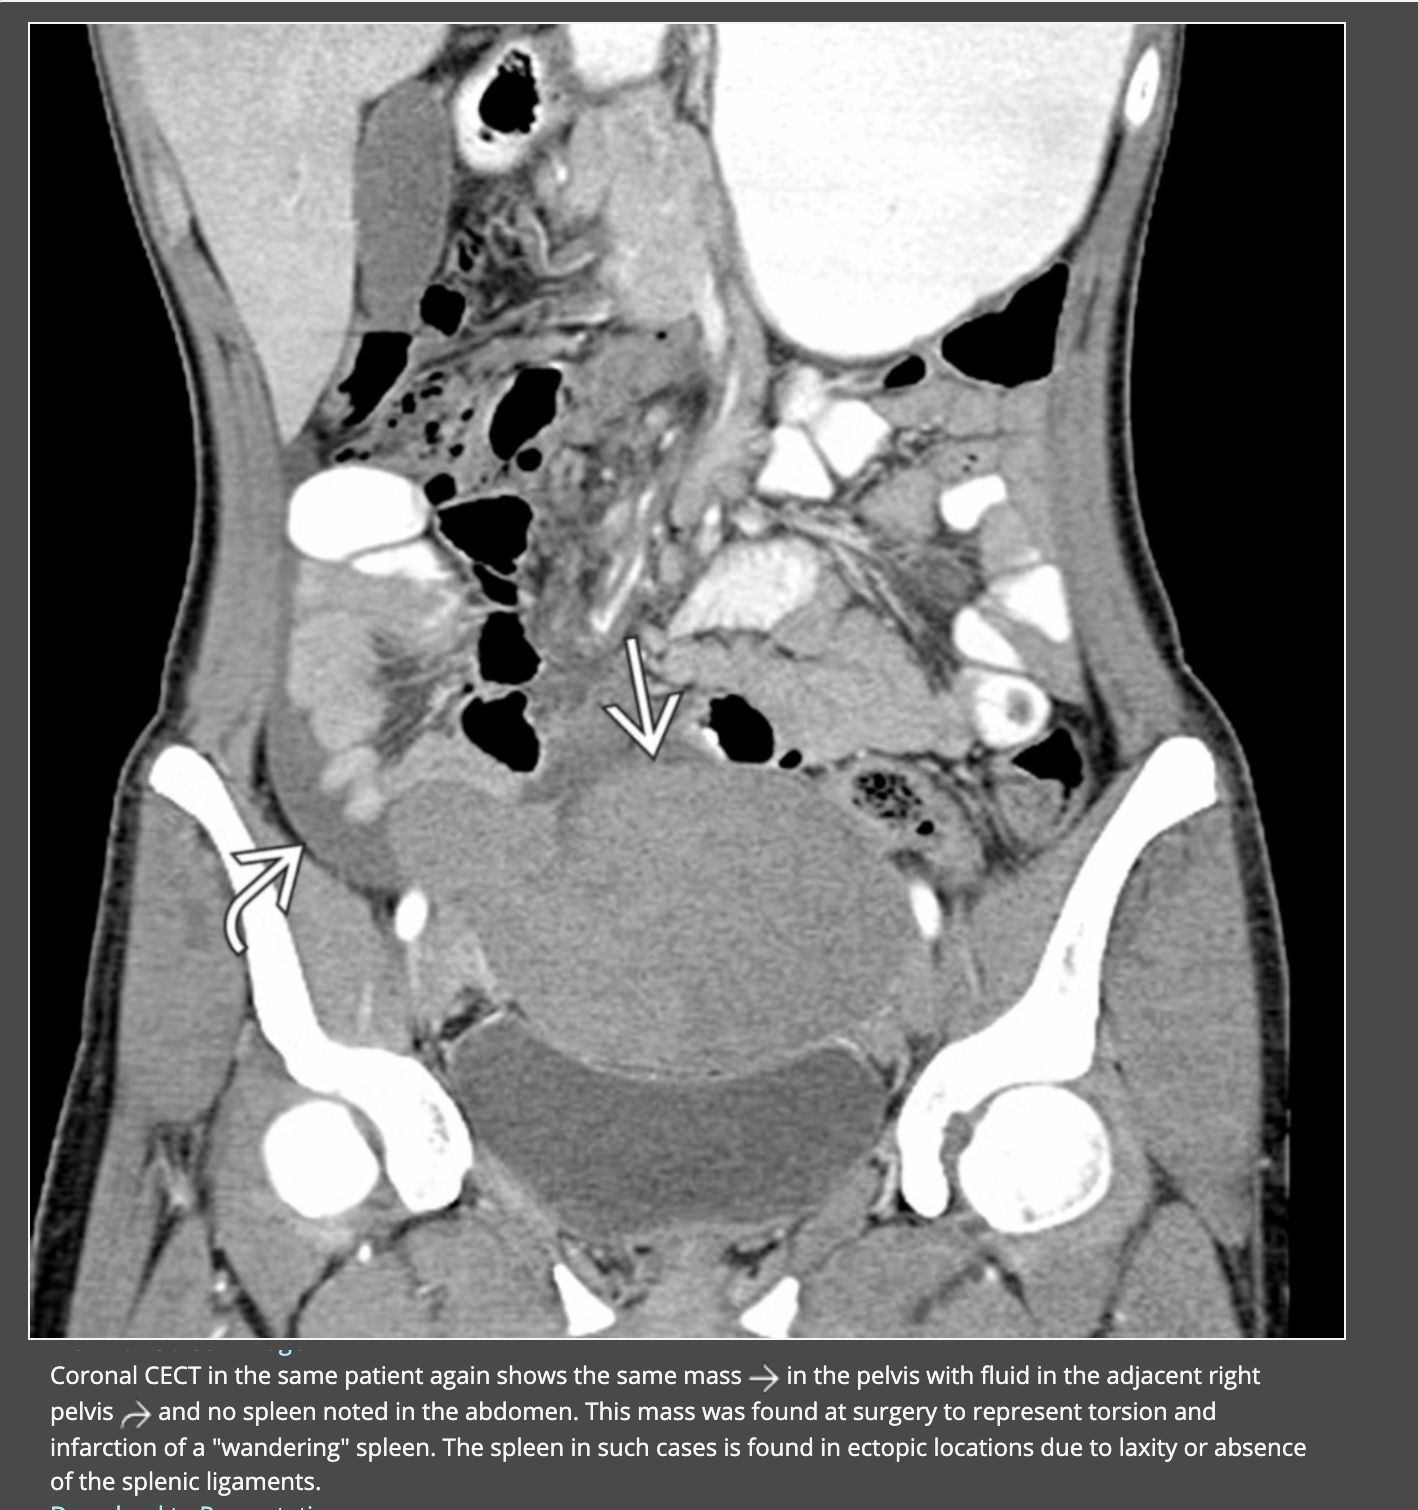 Coronal CECT in the same patient again shows the same mass → in the pelvis with fluid in the adjacent right
pelvis ↷ and no spleen noted in the abdomen. This mass was found at surgery to represent torsion and
infarction of a "wandering" spleen. The spleen in such cases is found in ectopic locations due to laxity or absence
of the splenic ligaments.